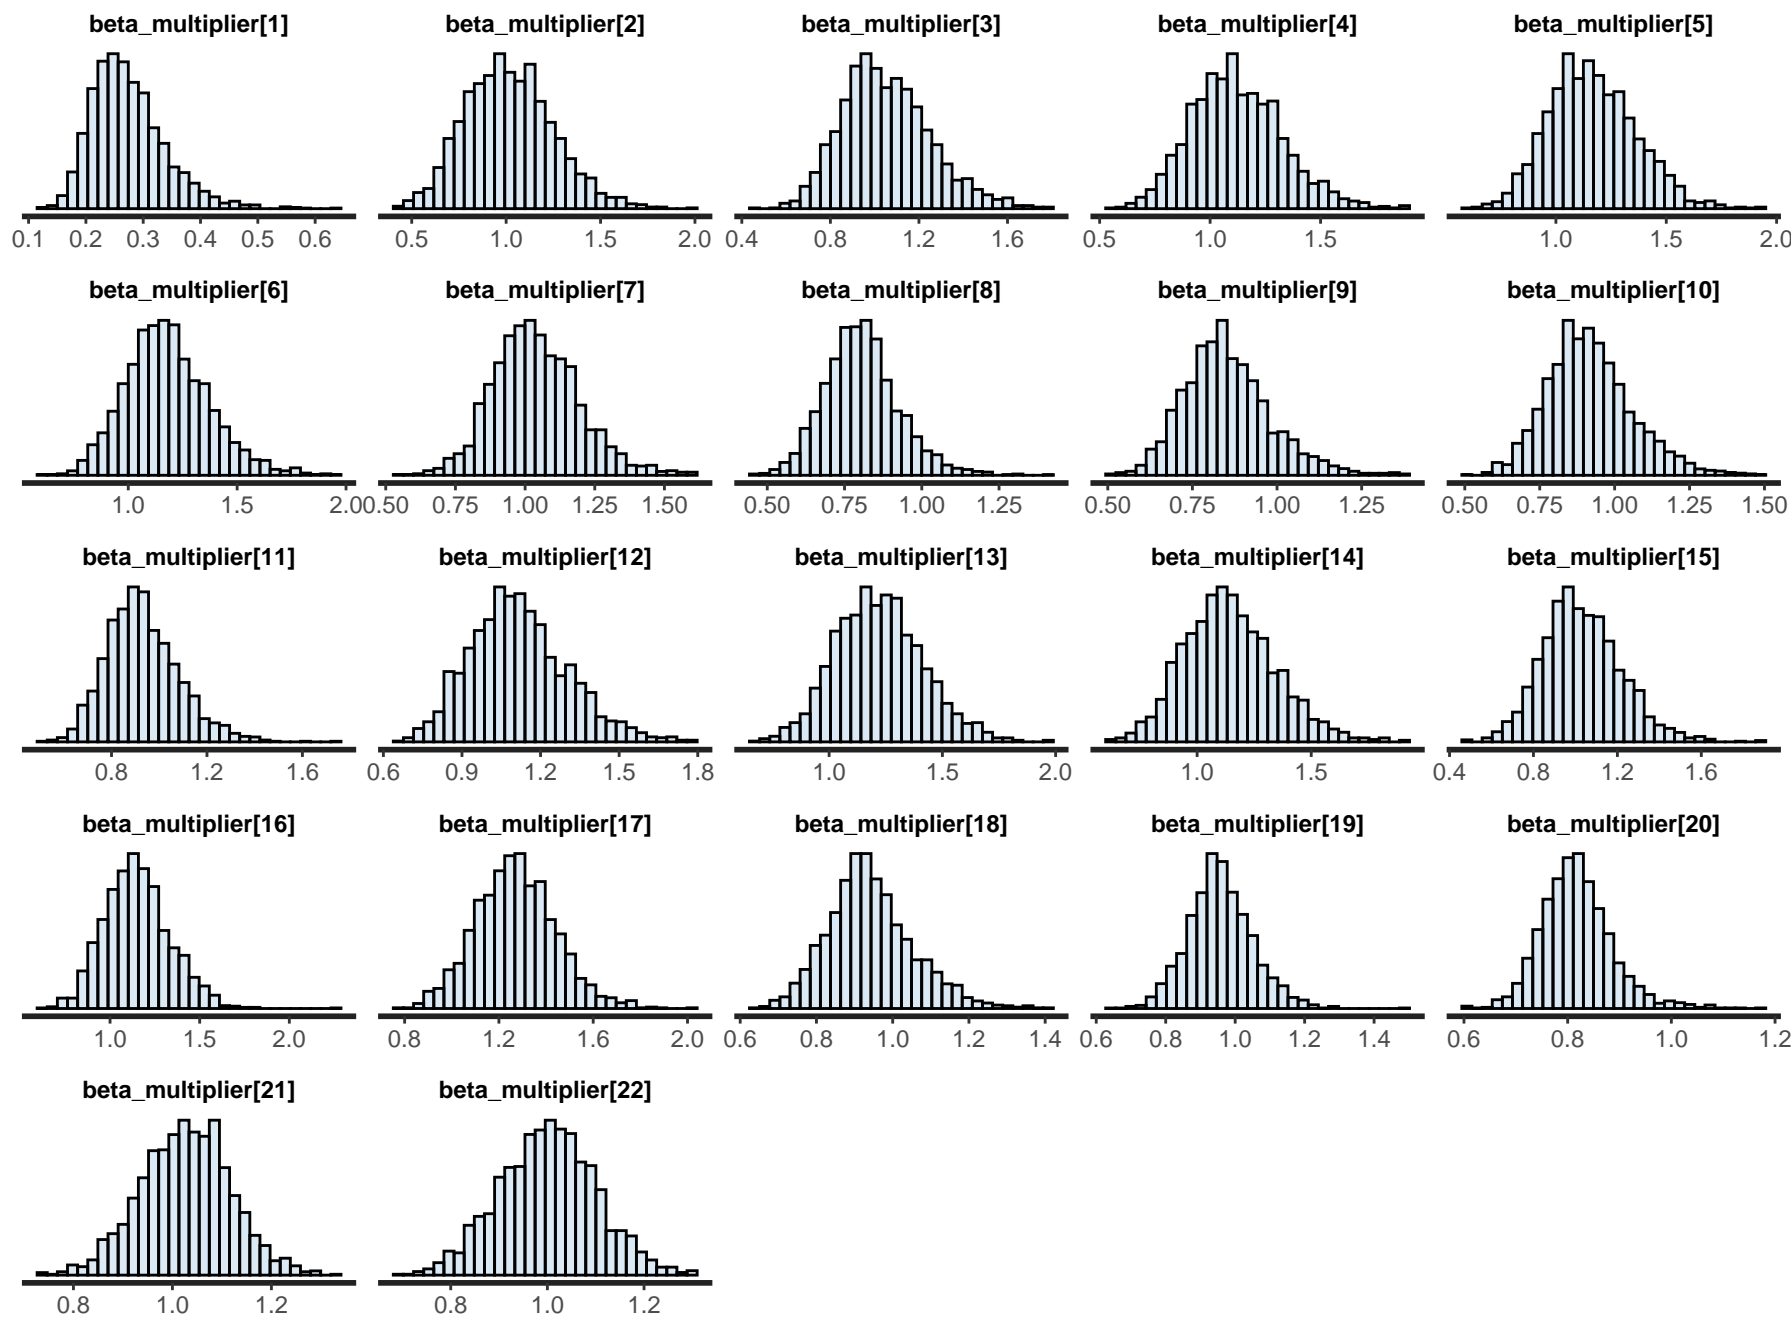 beta_multiplier[1] beta_multiplier[2] beta_multiplier[3] beta_multiplier[4] beta_multiplier[5]
0.1 0.2 0.3 0.4 0.5 0.6 0.5 1.0 1.5 2.0 0.4 0.8 1.2 1.6 0.5 1.0 1.5 1.0 1.5 2.0
beta_multiplier[6] beta_multiplier[7] beta_multiplier[8] beta_multiplier[9] beta_multiplier[10]
1.0 1.5 2.0 0.50 0.75 1.00 1.25 1.50 0.50 0.75 1.00 1.25 0.50 0.75 1.00 1.25 0.50 0.75 1.00 1.25 1.50
beta_multiplier[11] beta_multiplier[12] beta_multiplier[13] beta_multiplier[14] beta_multiplier[15]
0.8 1.2 1.6 0.6 0.9 1.2 1.5 1.8 1.0 1.5 2.0 1.0 1.5 0.4 0.8 1.2 1.6
beta_multiplier[16] beta_multiplier[17] beta_multiplier[18] beta_multiplier[19] beta_multiplier[20]
1.0 1.5 2.0 0.8 1.2 1.6 2.0 0.6 0.8 1.0 1.2 1.4 0.6 0.8 1.0 1.2 1.4 0.6 0.8 1.0 1.2
beta_multiplier[21] beta_multiplier[22]
0.8 1.0 1.2 0.8 1.0 1.2